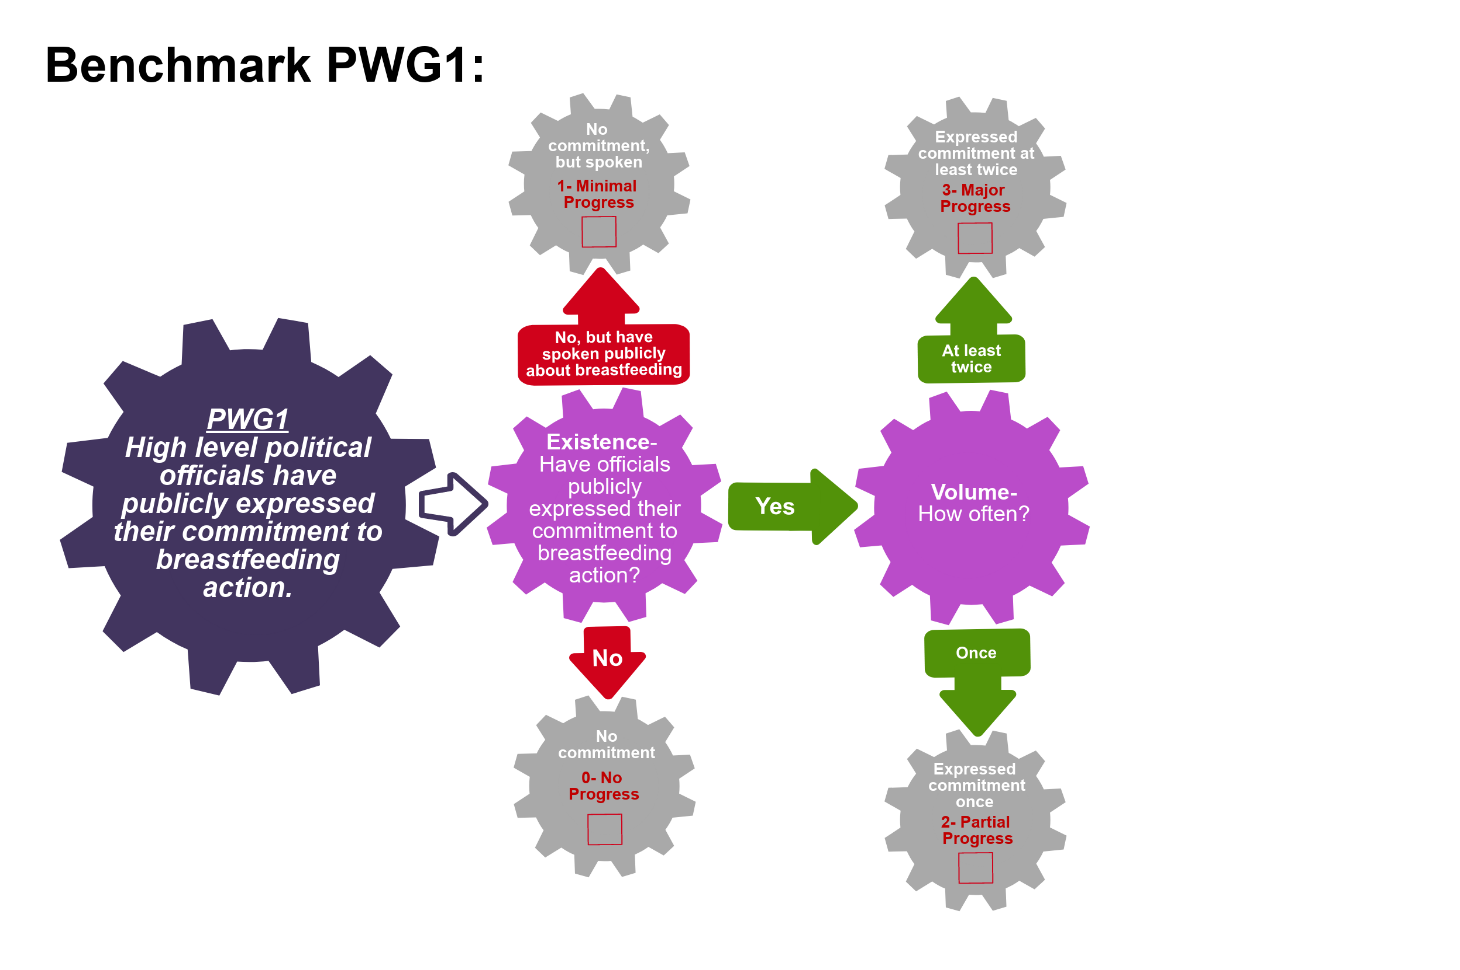 Benchmark PWG1:
PWG1
High level political
officials have
publicly expressed
their commitment to
breastfeeding
action.
No
commitment,
but spoken
1- Minimal
Progress
No, but have
spoken publicly
about breastfeeding
Existence-
Have officials
publicly
expressed their
commitment to
breastfeeding
action?
No
No
commitment
0- No
Progress
Yes
Expressed
commitment at
least twice
3- Major
Progress
At least
twice
Volume-
How often?
Once
Expressed
commitment
once
2- Partial
Progress